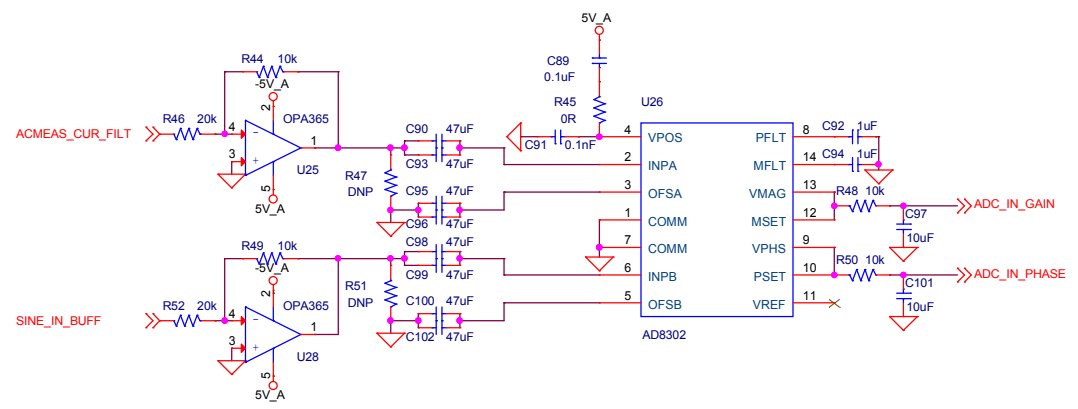 5V_A
R44 10k
-5V_A
C89
0.1uF
R46 20k
2
OPA365
R45
0R
U26
ACMEAS_CUR_FILT
4
1
C90 47uF
C91 0.1nF
4 VPOS PFLT 8 C92 1uF
3
U25
C93 47uF
2 INPA MFLT 14 C94 1uF
5
5V_A
R47
DNP
C95 47uF
3 OFSA VMAG 13 R48 10k
ADC_IN_GAIN
C96 47uF
1 COMM MSET 12
C97
10uF
R49 10k
-5V_A
C98 47uF
7 COMM VPHS 9
C99 47uF
6 INPB PSET 10 R50 10k
ADC_IN_PHASE
R52 20k
2
OPA365
R51
DNP
C100 47uF
5 OFSB VREF 11
C101
10uF
SINE_IN_BUFF
4
1
C102 47uF
AD8302
3
U28
5
5V_A